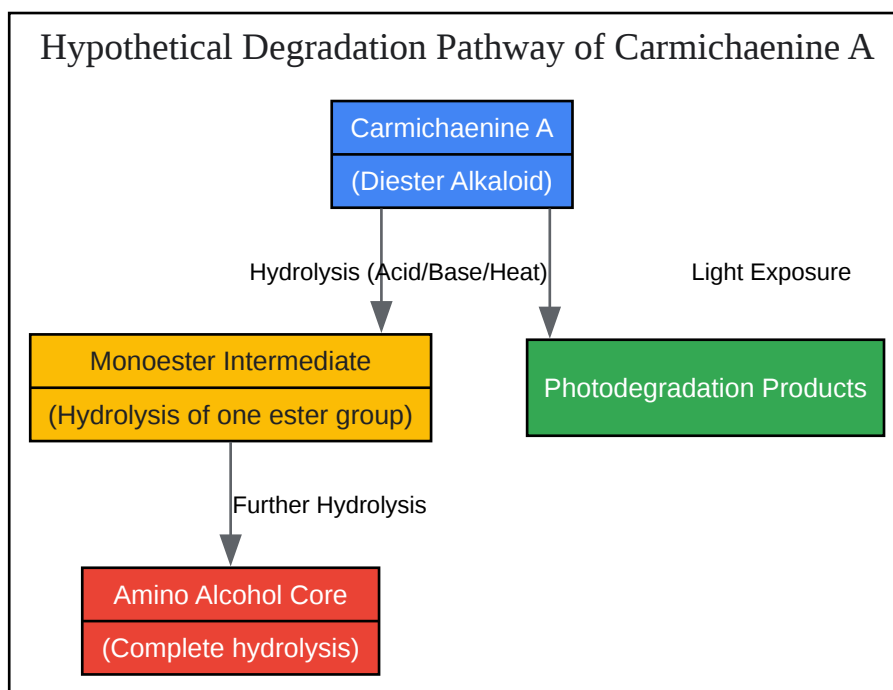 Hypothetical Degradation Pathway of Carmichaenine A
Carmichaenine A
(Diester Alkaloid)
Hydrolysis (Acid/Base/Heat)
Light Exposure
Monoester Intermediate
(Hydrolysis of one ester group)
Photodegradation Products
Further Hydrolysis
Amino Alcohol Core
(Complete hydrolysis)